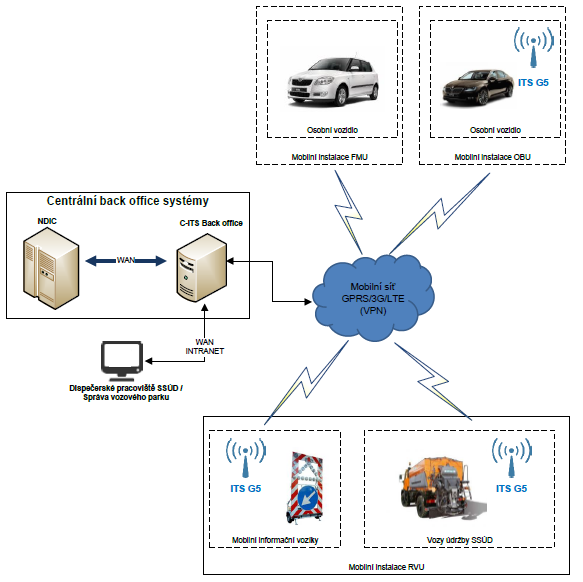 ITS G5
Osobní vozidlo
Mobilní instalace FMU
Osobní vozidlo
Mobilní instalace OBU
Centrální back office systémy
NDIC
C-ITS Back office
WAN
Mobilní síť
GPRS/3G/LTE
(VPN)
WAN
INTRANET
Dispečerské pracoviště SSÚD /
Správa vozového parku
ITS G5
ITS G5
Mobilní informační vozíky
Vozy údržby SSÚD
Mobilní instalace RVU